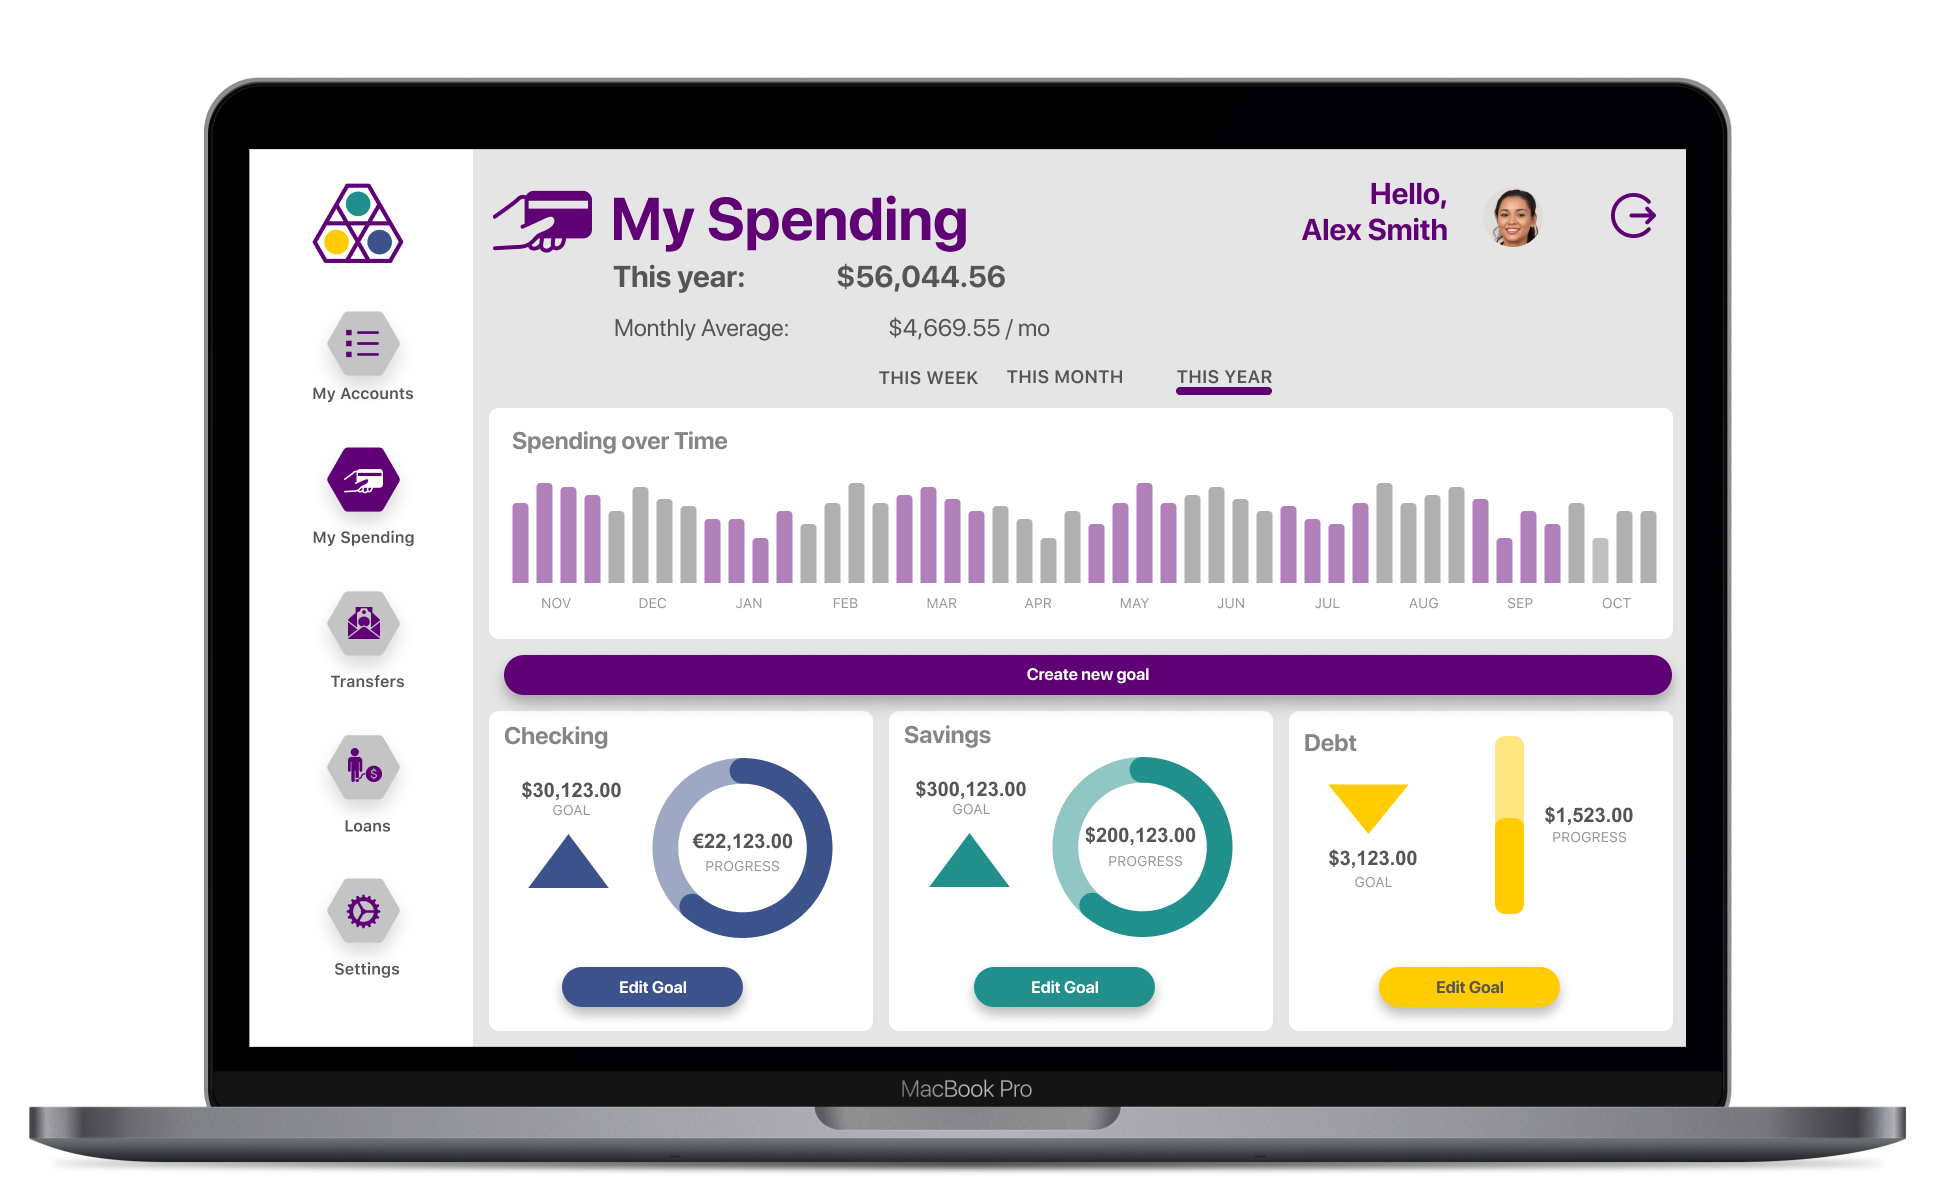 My Spending
Hello,
Alex Smith
This year: $56,044.56
Monthly Average: $4,669.55 / mo
THIS WEEK THIS MONTH THIS YEAR
My Accounts
My Spending
Transfers
$
Loans
Settings
Spending over Time
NOV DEC JAN FEB MAR APR MAY JUN JUL AUG SEP OCT
Create new goal
Checking
$30,123.00
GOAL
€22,123.00
PROGRESS
Edit Goal
Savings
$300,123.00
GOAL
$200,123.00
PROGRESS
Edit Goal
Debt
$3,123.00
GOAL
$1,523.00
PROGRESS
Edit Goal
MacBook Pro